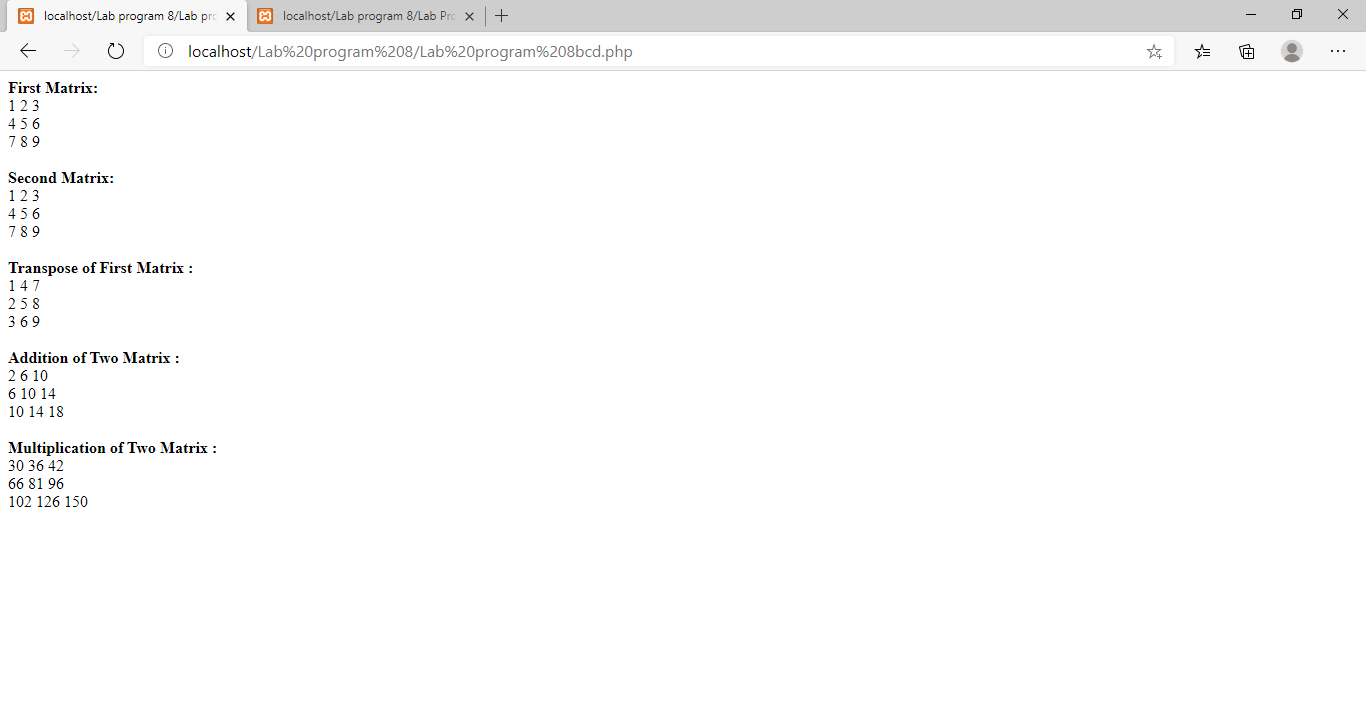 localhost/Lab program 8/Lab pro
localhost/Lab program 8/Lab Pro
localhost/Lab%20program%208/Lab%20program%208bcd.php
First Matrix:
1 2 3
4 5 6
7 8 9
Second Matrix:
1 2 3
4 5 6
7 8 9
Transpose of First Matrix :
1 4 7
2 5 8
3 6 9
Addition of Two Matrix :
2 6 10
6 10 14
10 14 18
Multiplication of Two Matrix :
30 36 42
66 81 96
102 126 150